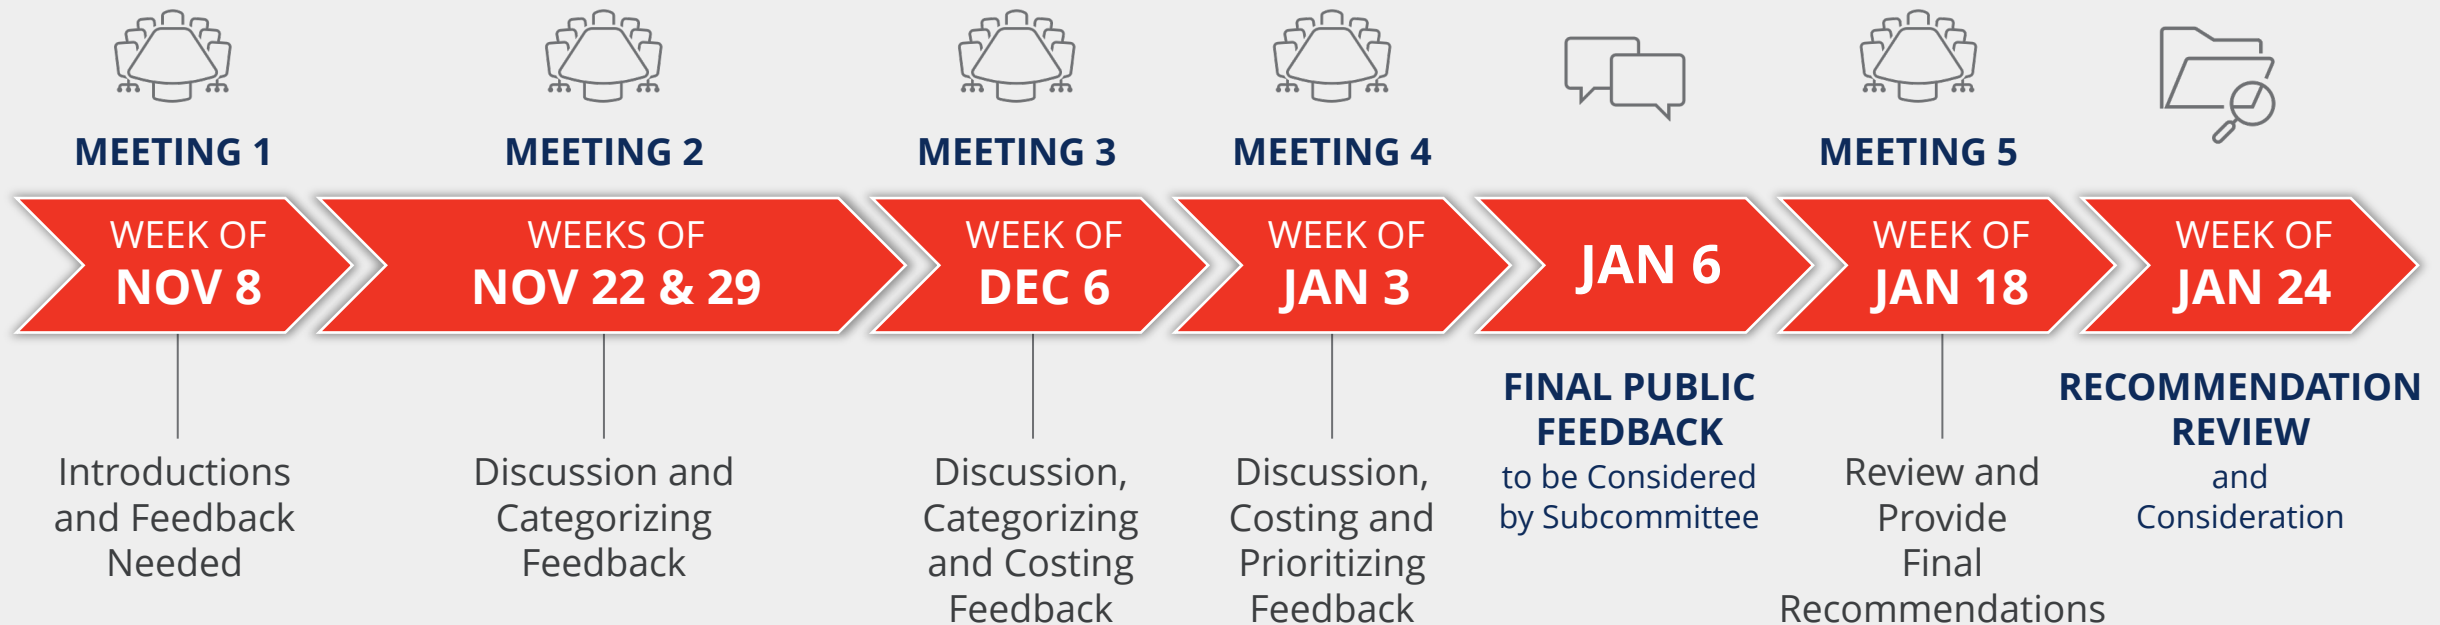 MEETING 1
WEEK OF
NOV 8
Introductions
and Feedback
Needed
MEETING 2
WEEKS OF
NOV 22 & 29
Discussion and
Categorizing
Feedback
MEETING 3
WEEK OF
DEC 6
Discussion,
Categorizing
and Costing
Feedback
MEETING 4
WEEK OF
JAN 3
Discussion,
Costing and
Prioritizing
Feedback
JAN 6
FINAL PUBLIC
FEEDBACK
to be Considered
by Subcommittee
MEETING 5
WEEK OF
JAN 18
Review and
Provide
Final
Recommendations
WEEK OF
JAN 24
RECOMMENDATION
REVIEW
and
Consideration